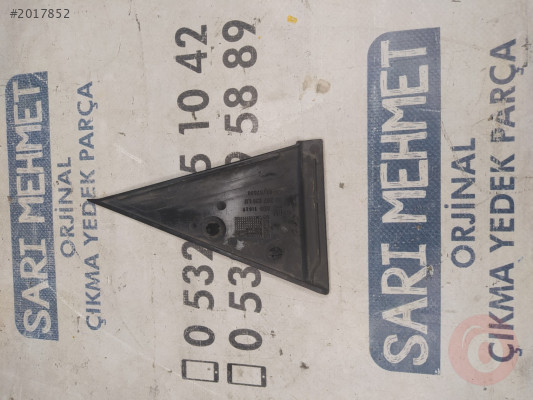 #2017852
SARI MEHMET
ORJİNAL
ÇIKMA YEDEK PARÇA
0 532
5 10 42
0 53
58 89
SARI MEHMET
ORJİNAL
ÇIKMA YEDEK PARÇA